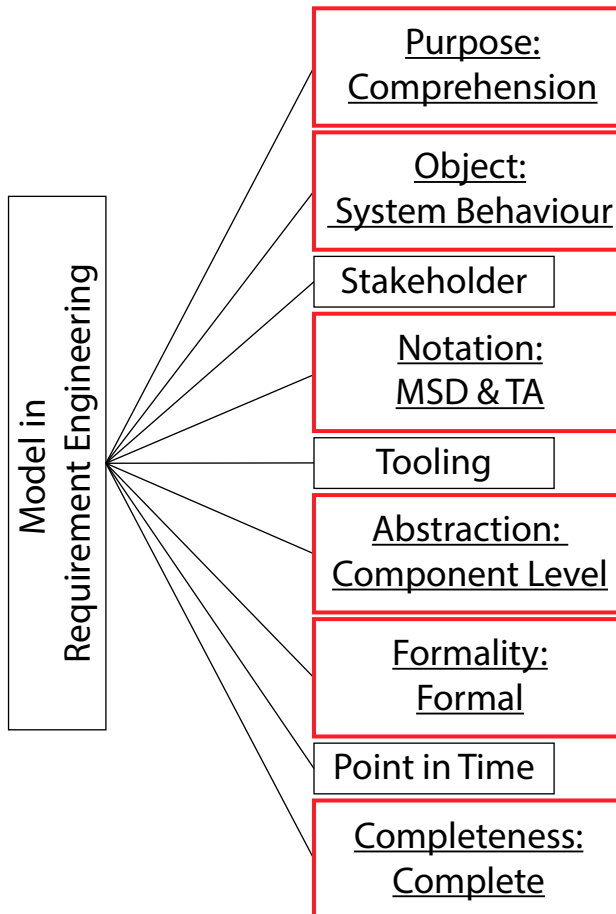 Model in
Requirement Engineering
Purpose:
Comprehension
Object:
System Behaviour
Stakeholder
Notation:
MSD & TA
Tooling
Abstraction:
Component Level
Formality:
Formal
Point in Time
Completeness:
Complete